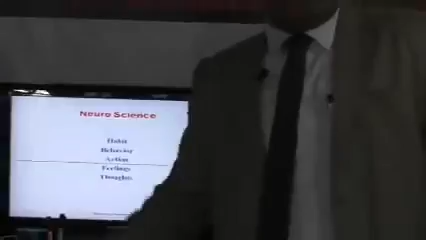 Neuro Science
Habit
Behavior
Action
Feelings
Thoughts